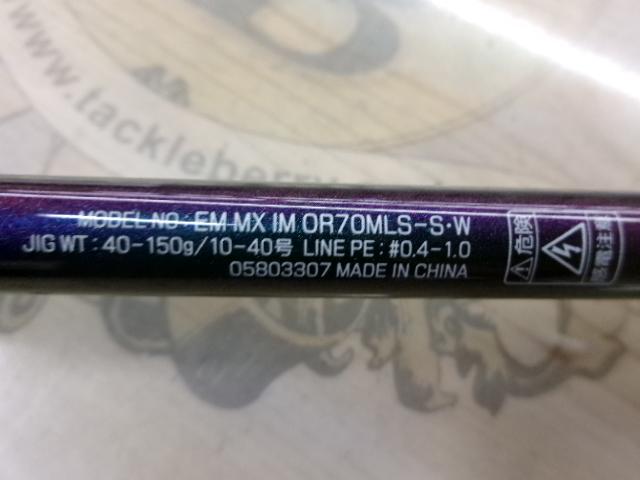 www.tackleberry
MODEL NO : EM MX IM OR70MLS-S・W
JIG WT : 40-150g/10-40号 LINE PE : #0.4-1.0
05803307 MADE IN CHINA
危険
感電注意